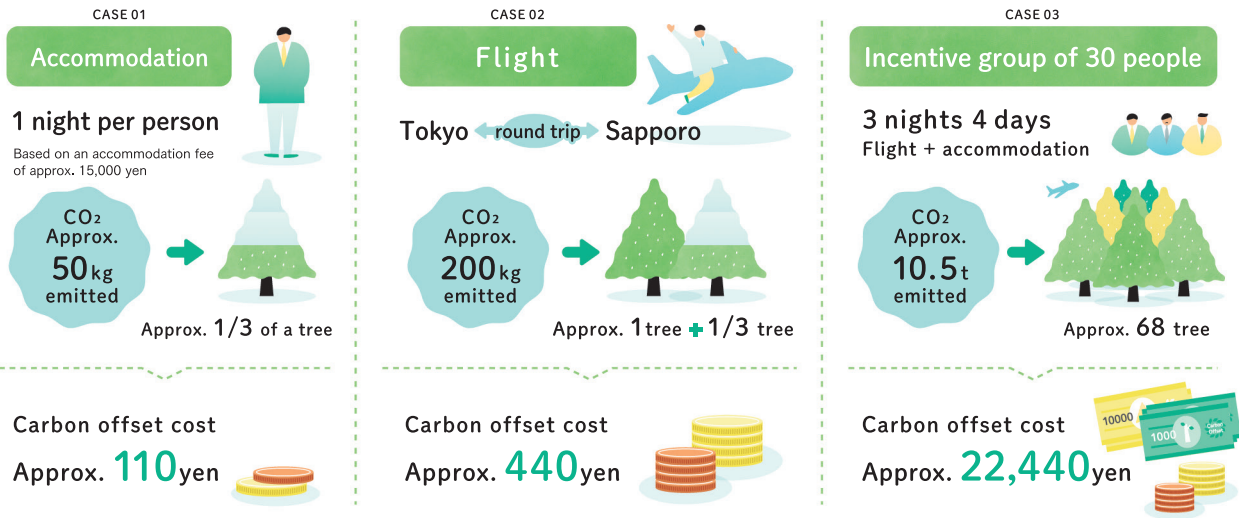 CASE 01
Accommodation
1 night per person
Based on an accommodation fee
of approx. 15,000 yen
CO₂
Approx.
50kg
emitted
Approx. 1/3 of a tree
Carbon offset cost
Approx. 110yen
CASE 02
Flight
Tokyo round trip Sapporo
CO₂
Approx.
200kg
emitted
Approx. 1tree + 1/3 tree
Carbon offset cost
Approx. 440yen
CASE 03
Incentive group of 30 people
3 nights 4 days
Flight + accommodation
CO₂
Approx.
10.5t
emitted
Approx. 68 tree
Carbon offset cost
Approx. 22,440yen
10000
1000
Carbon
Offset